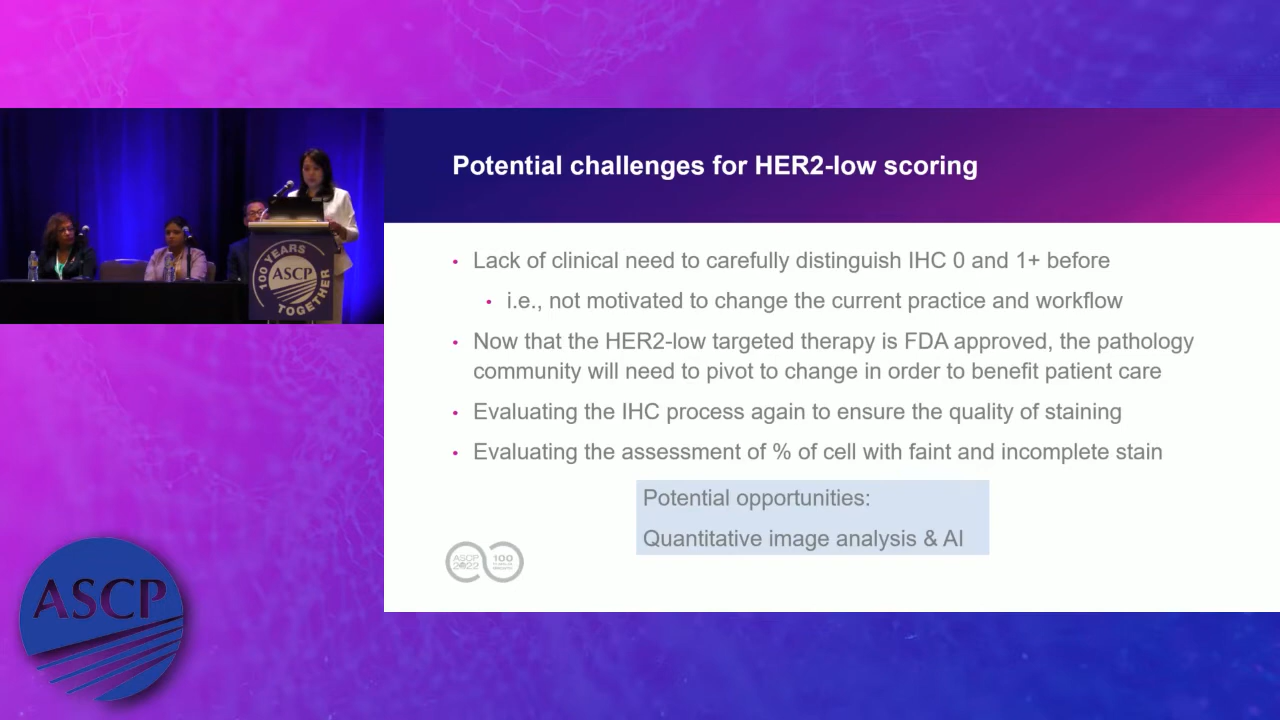 Potential challenges for HER2-low scoring
• Lack of clinical need to carefully distinguish IHC 0 and 1+ before
• i.e., not motivated to change the current practice and workflow
• Now that the HER2-low targeted therapy is FDA approved, the pathology
community will need to pivot to change in order to benefit patient care
• Evaluating the IHC process again to ensure the quality of staining
• Evaluating the assessment of % of cell with faint and incomplete stain
Potential opportunities:
Quantitative image analysis & AI
ASCP
2022
100
100 YEARS
ASCP
TOGETHER
ASCP